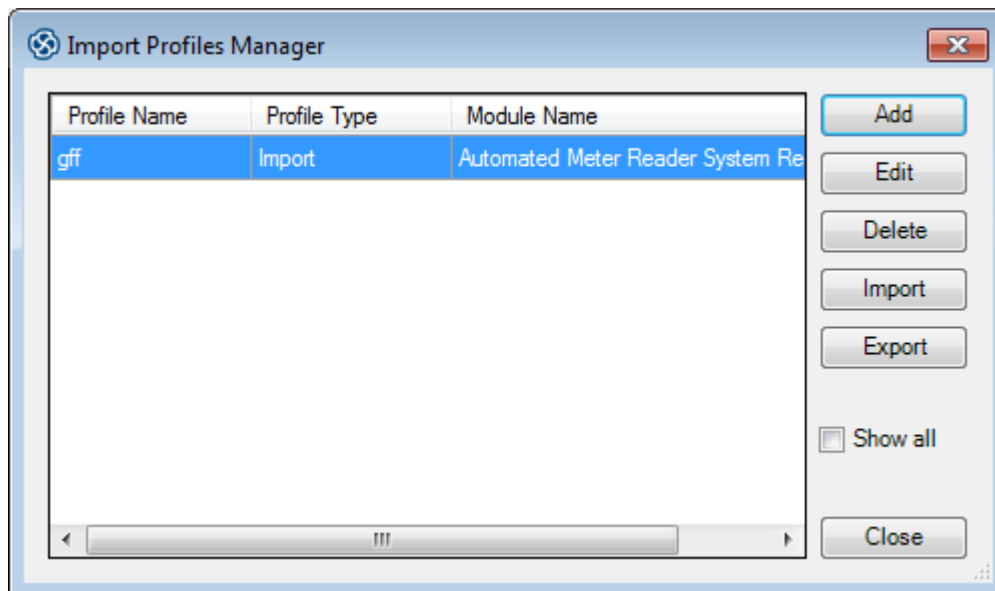 Import Profiles Manager
Profile Name Profile Type Module Name
gff Import Automated Meter Reader System Re
Add
Edit
Delete
Import
Export
Show all
Close